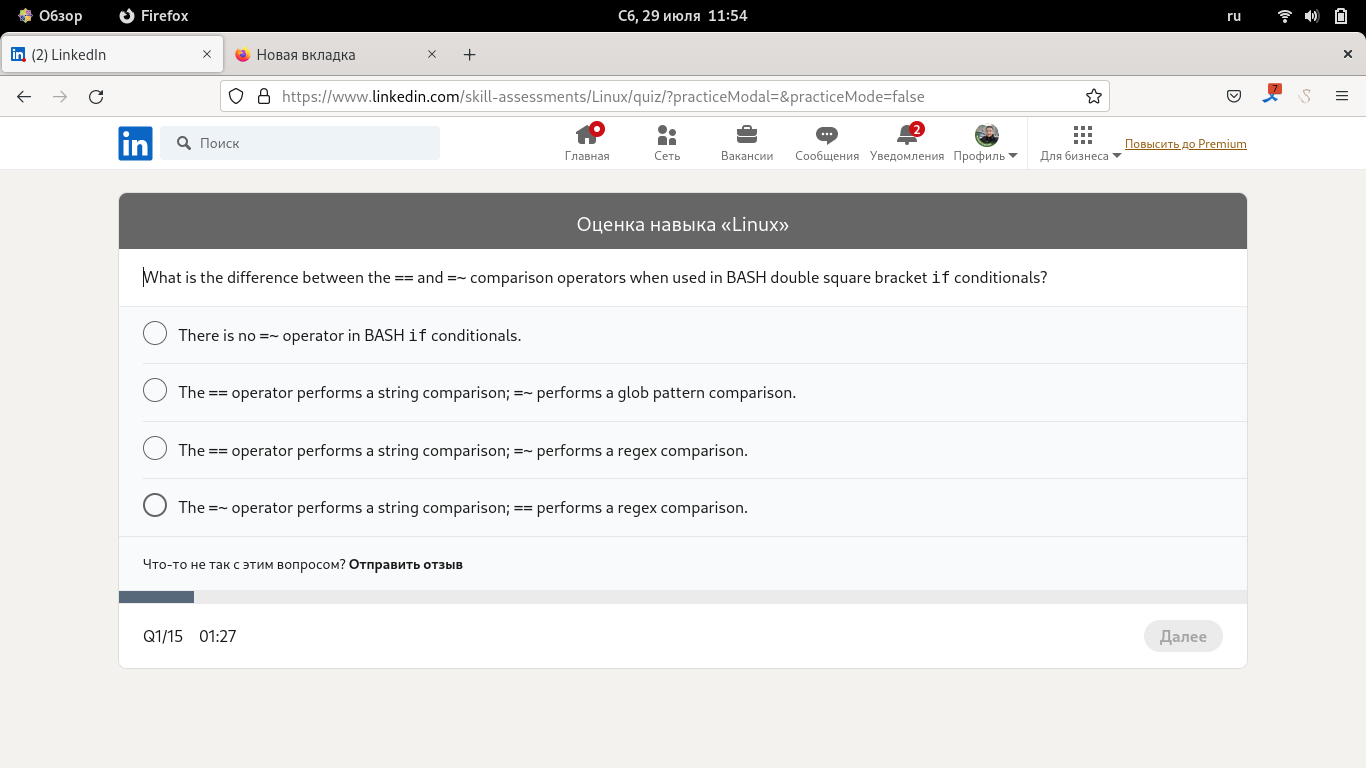 Обзор
Firefox
Сб, 29 июля 11:54
ru
(2) LinkedIn
Новая вкладка
https://www.linkedin.com/skill-assessments/Linux/quiz/?practiceModal=&practiceMode=false
7
in
Поиск
Главная
Сеть
Вакансии
Сообщения
2
Уведомления
Профиль
Для бизнеса
Повысить до Premium
Оценка навыка «Linux»
What is the difference between the == and =~ comparison operators when used in BASH double square bracket if conditionals?
There is no =~ operator in BASH if conditionals.
The == operator performs a string comparison; =~ performs a glob pattern comparison.
The == operator performs a string comparison; =~ performs a regex comparison.
The =~ operator performs a string comparison; == performs a regex comparison.
Что-то не так с этим вопросом? Отправить отзыв
Q1/15 01:27
Далее